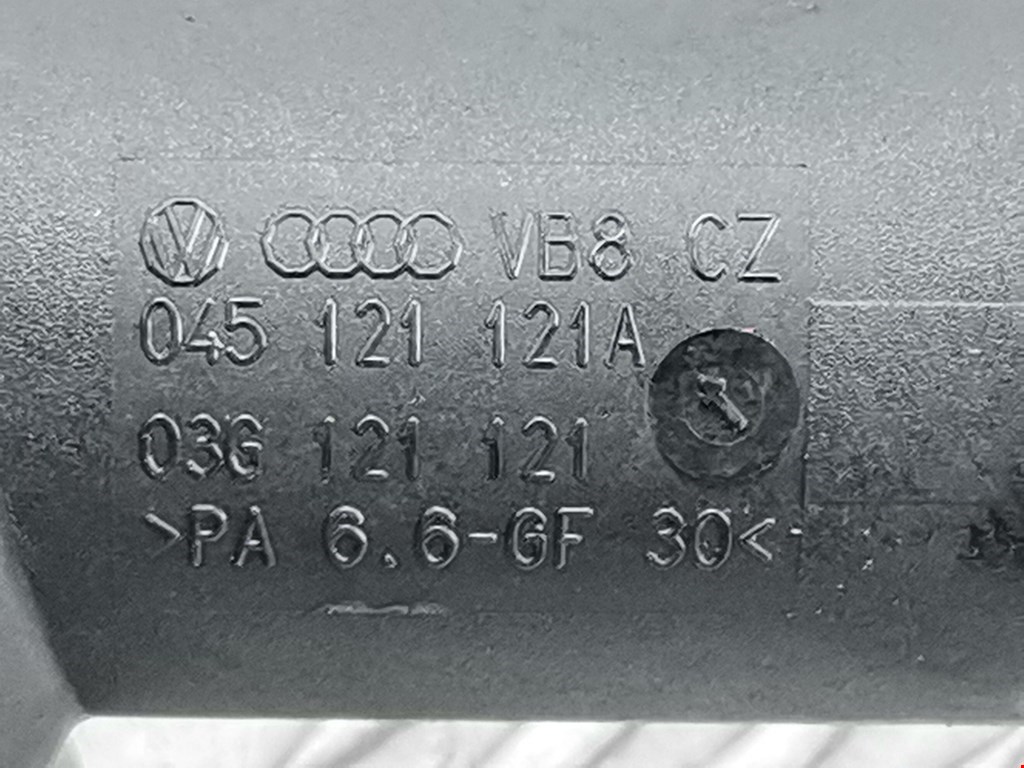 VB8 CZ
045 121 121A
03G 121 121
>PA 6.6-GF 30<